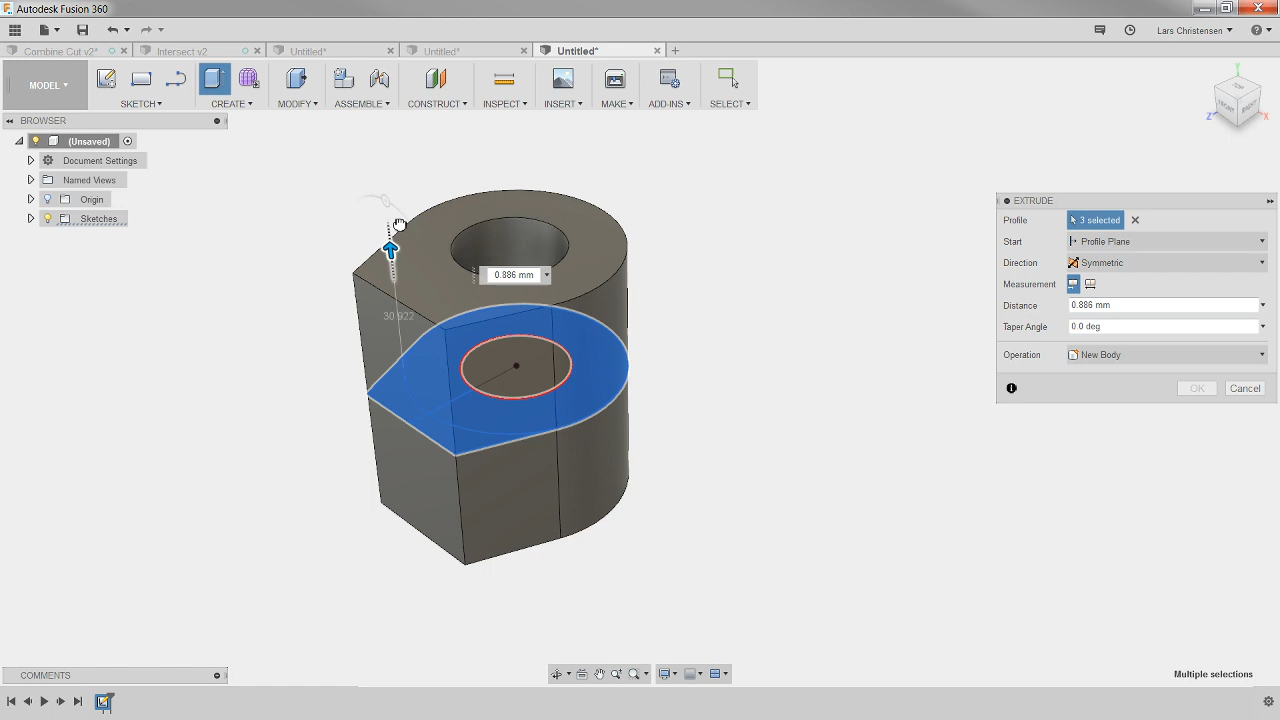 Autodesk Fusion 360
Lars Christensen
Combine Cut v2*
Intersect v2
Untitled*
Untitled*
Untitled*
MODEL
SKETCH
CREATE
MODIFY
ASSEMBLE
CONSTRUCT
INSPECT
INSERT
MAKE
ADD-INS
SELECT
TOP
FRONT
RIGHT
Y
Z
X
BROWSER
(Unsaved)
Document Settings
Named Views
Origin
Sketches
0.886 mm
30.922
EXTRUDE
Profile 3 selected
Start Profile Plane
Direction Symmetric
Measurement
Distance 0.886 mm
Taper Angle 0.0 deg
Operation New Body
OK Cancel
COMMENTS
Multiple selections